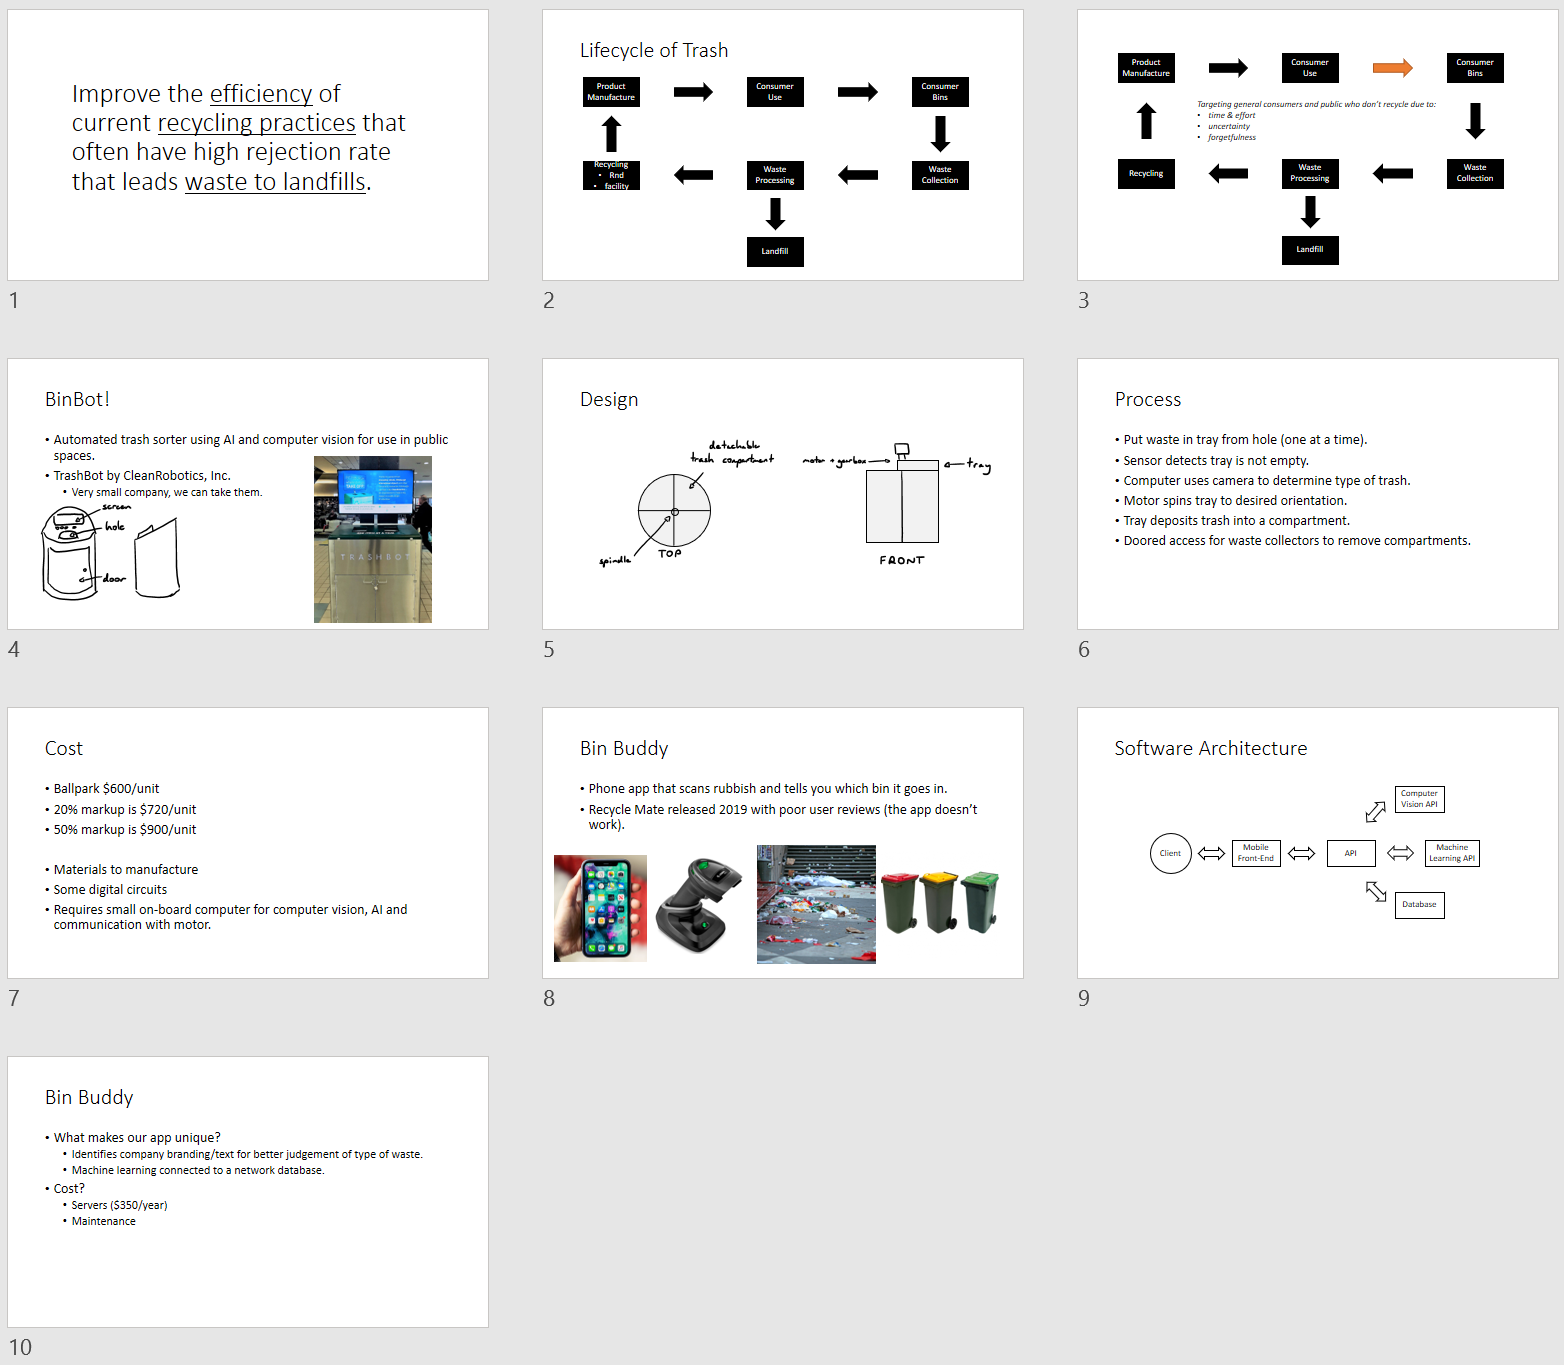 Improve the efficiency of
current recycling practices that
often have high rejection rate
that leads waste to landfills.
1
Lifecycle of Trash
Product
Manufacture
Consumer
Use
Consumer
Bins
Recycling
• Rnd
• facility
Waste
Processing
Waste
Collection
Landfill
2
Product
Manufacture
Consumer
Use
Consumer
Bins
Targeting general consumers and public who don't recycle due to:
• time & effort
• uncertainty
• forgetfulness
Recycling
Waste
Processing
Waste
Collection
Landfill
3
BinBot!
• Automated trash sorter using AI and computer vision for use in public
spaces.
• TrashBot by CleanRobotics, Inc.
• Very small company, we can take them.
screen
hole
door
TRASHBOT
4
Design
detachable
trash compartment
spindle
TOP
motor + gearbox
tray
FRONT
5
Process
• Put waste in tray from hole (one at a time).
• Sensor detects tray is not empty.
• Computer uses camera to determine type of trash.
• Motor spins tray to desired orientation.
• Tray deposits trash into a compartment.
• Doored access for waste collectors to remove compartments.
6
Cost
• Ballpark $600/unit
• 20% markup is $720/unit
• 50% markup is $900/unit
• Materials to manufacture
• Some digital circuits
• Requires small on-board computer for computer vision, AI and
communication with motor.
7
Bin Buddy
• Phone app that scans rubbish and tells you which bin it goes in.
• Recycle Mate released 2019 with poor user reviews (the app doesn't
work).
8
Software Architecture
Computer
Vision API
Client
Mobile
Front-End
API
Machine
Learning API
Database
9
Bin Buddy
• What makes our app unique?
• Identifies company branding/text for better judgement of type of waste.
• Machine learning connected to a network database.
• Cost?
• Servers ($350/year)
• Maintenance
10